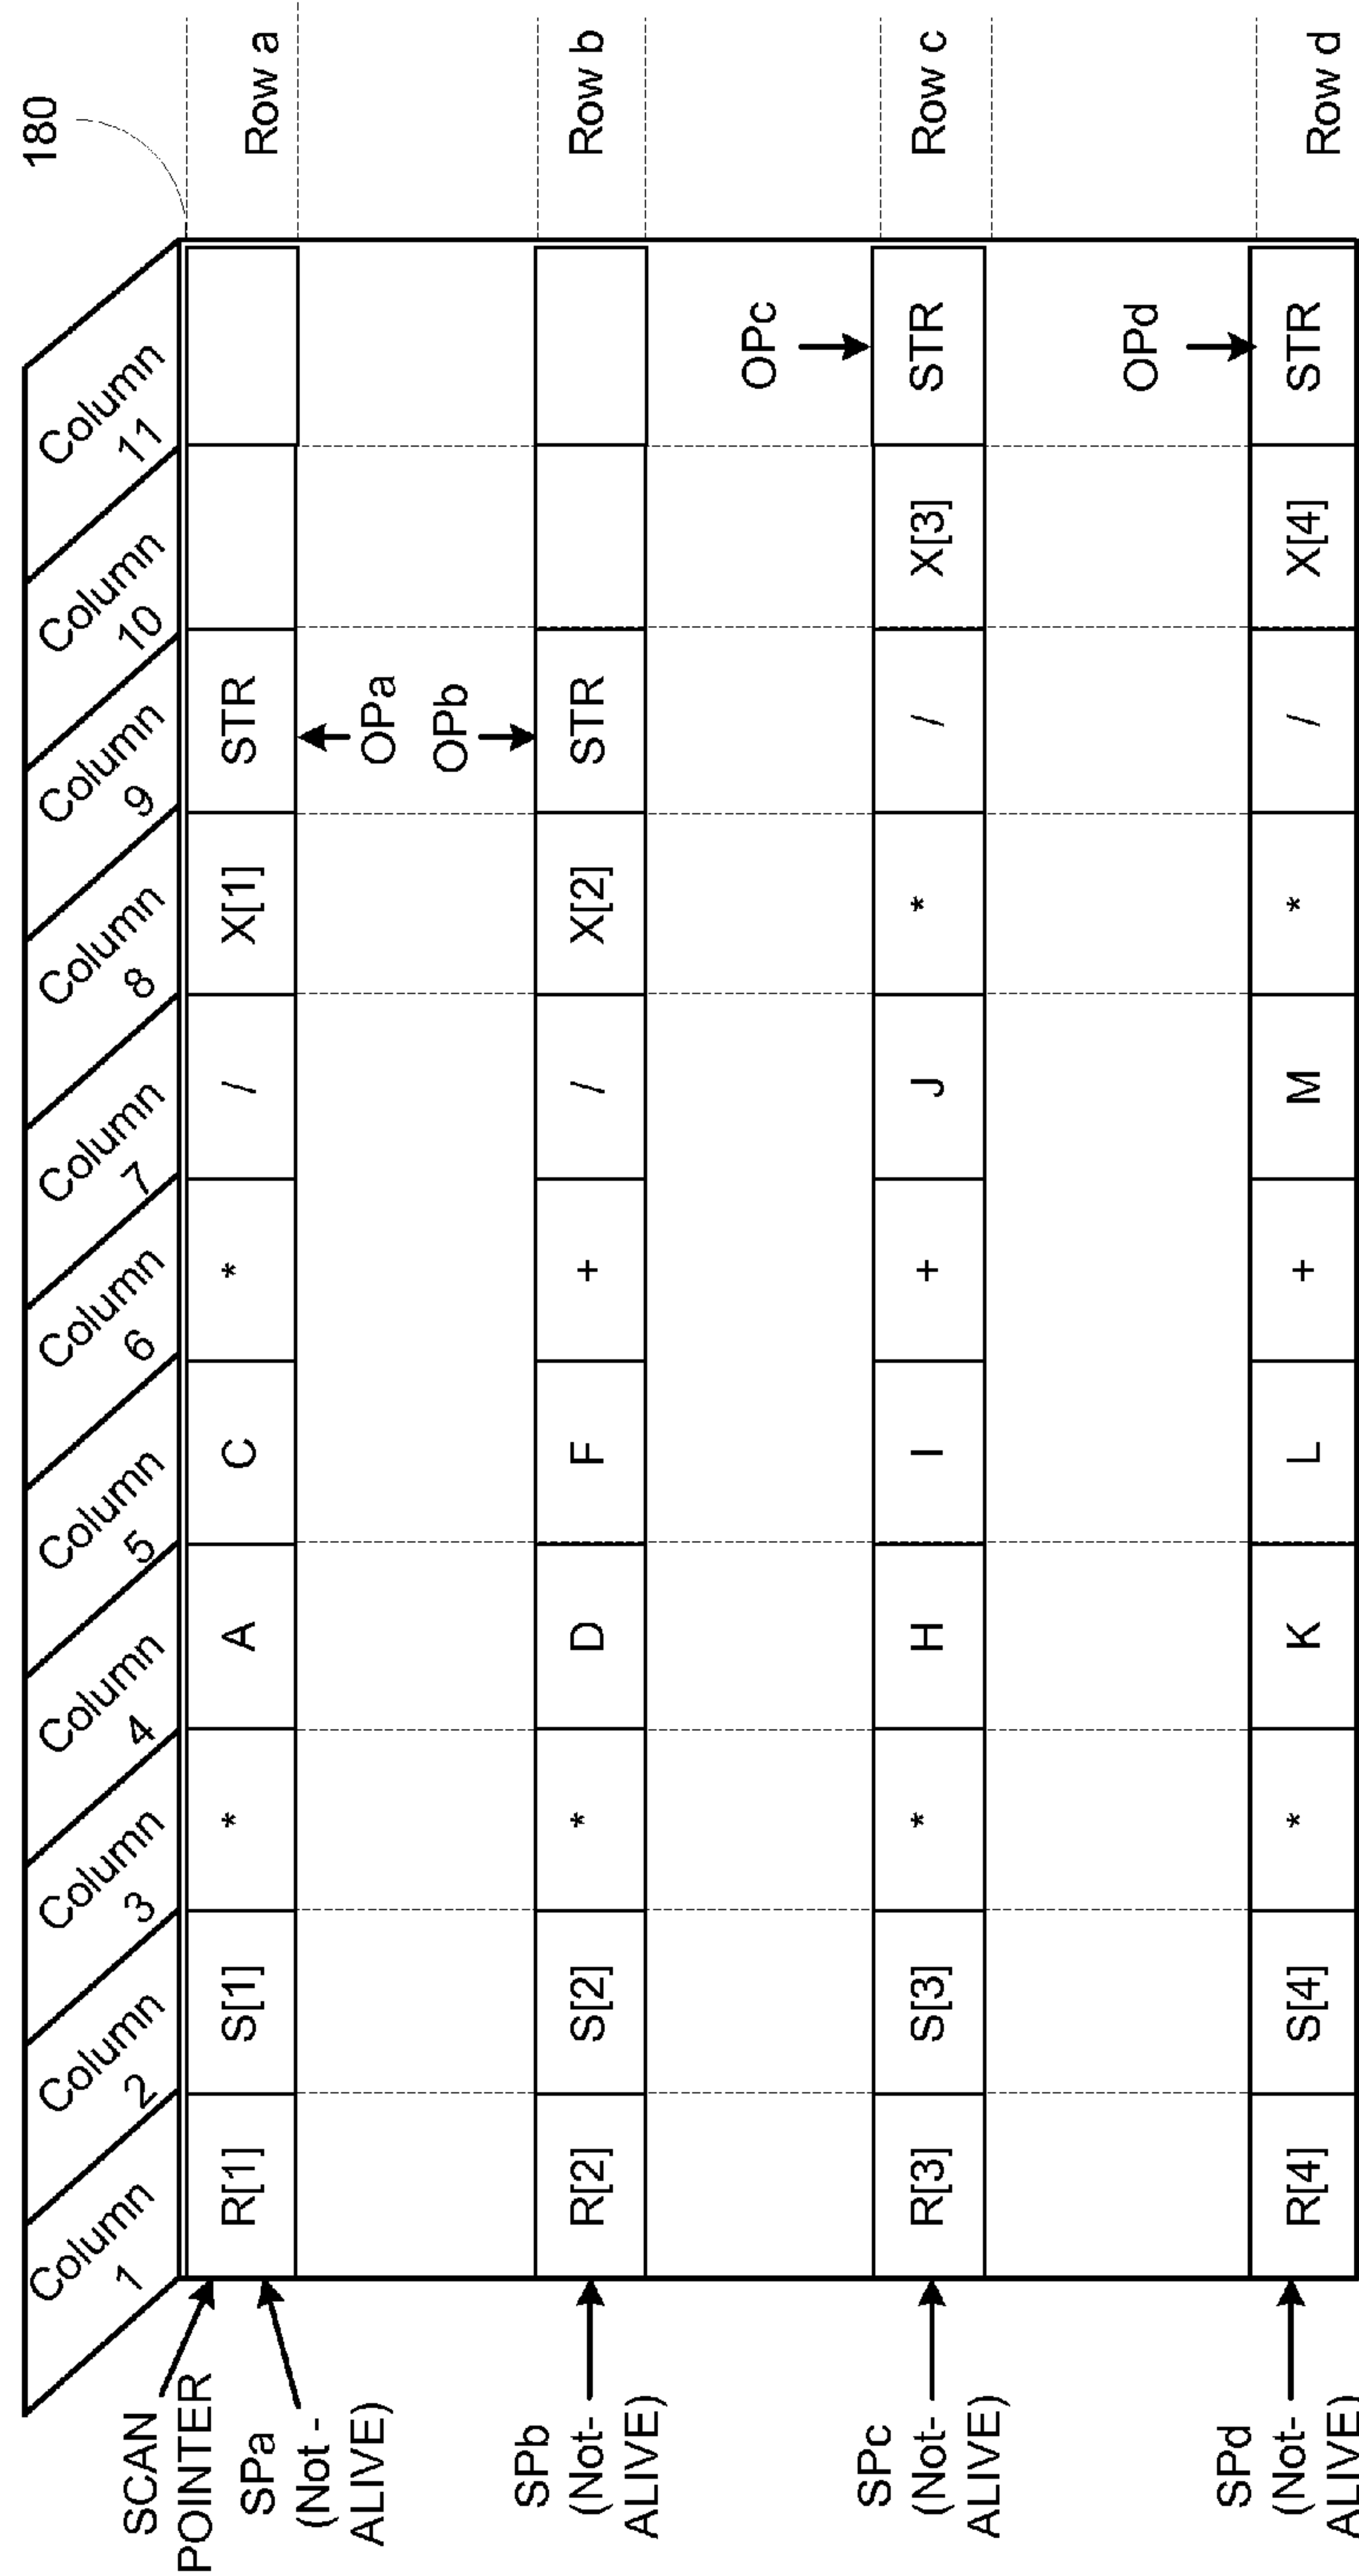 180
Column 1
Column 2
Column 3
Column 4
Column 5
Column 6
Column 7
Column 8
Column 9
Column 10
Column 11
SCAN POINTER
SPa
(Not -
ALIVE)
R[1] S[1] * A C * / X[1] STR Row a
OPa
OPb
SPb
(Not-
ALIVE)
R[2] S[2] * D F + / X[2] STR Row b
OPc
SPc
(Not-
ALIVE)
R[3] S[3] * H I + J * / X[3] STR Row c
OPd
SPd
(Not-
ALIVE)
R[4] S[4] * K L + M * / X[4] STR Row d